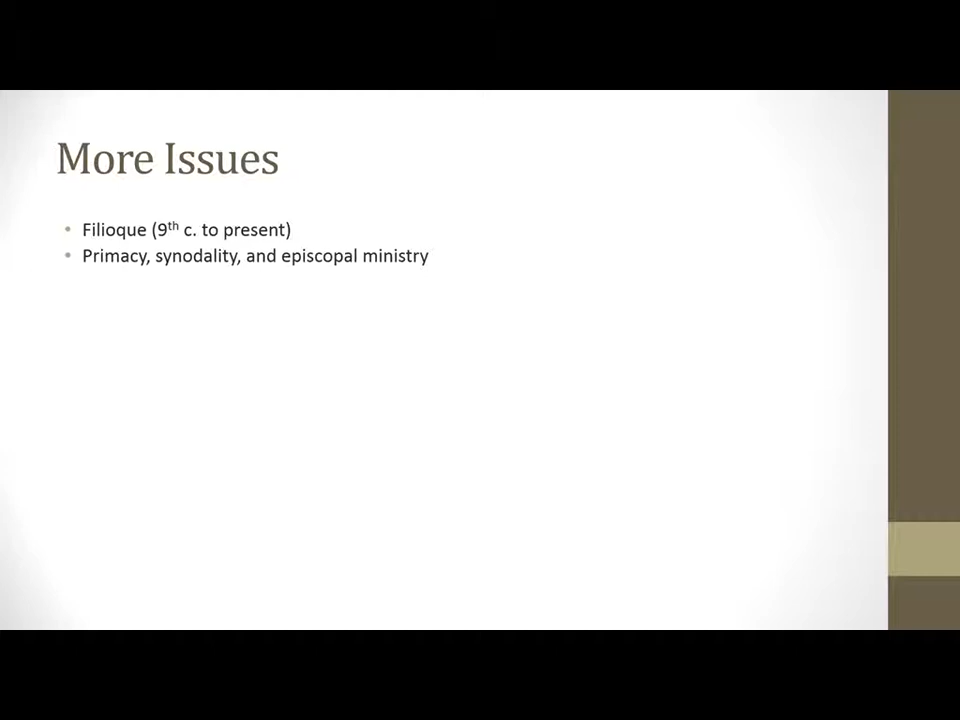 More Issues
• Filioque (9th c. to present)
• Primacy, synodality, and episcopal ministry